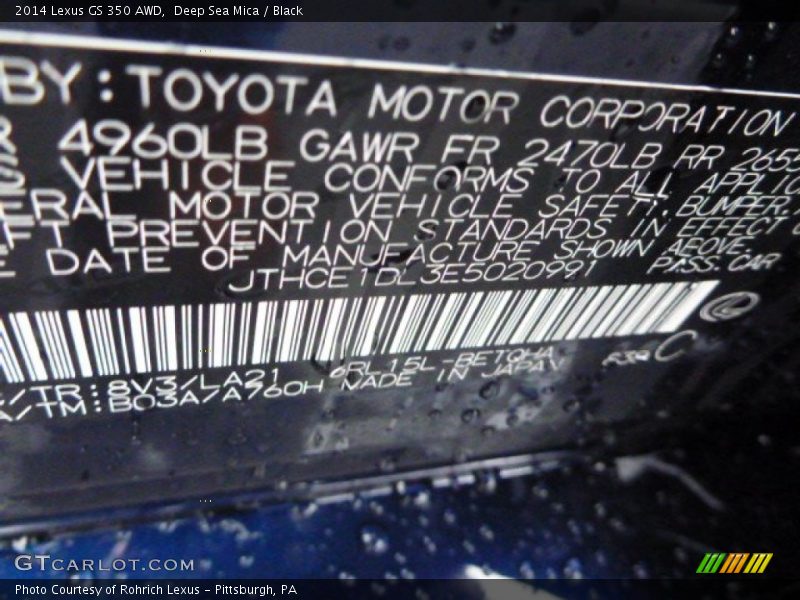 2014 Lexus GS 350 AWD, Deep Sea Mica / Black
BY: TOYOTA MOTOR CORPORATION
4960LB GAWR FR 2470LB RR 2655
VEHICLE CONFORMS TO ALL APPLIC
ERAL MOTOR VEHICLE SAFETY, BUMPER,
FT PREVENTION STANDARDS IN EFFECT
E DATE OF MANUFACTURE SHOWN ABOVE.
JTHCE1DL3E5020991 PASS. CAR
/TR: 8V3/LA21 GRL15L-BETQHA C
A/TM: B03A/A760H MADE IN JAPAN
GTCARLOT.COM
Photo Courtesy of Rohrich Lexus - Pittsburgh, PA